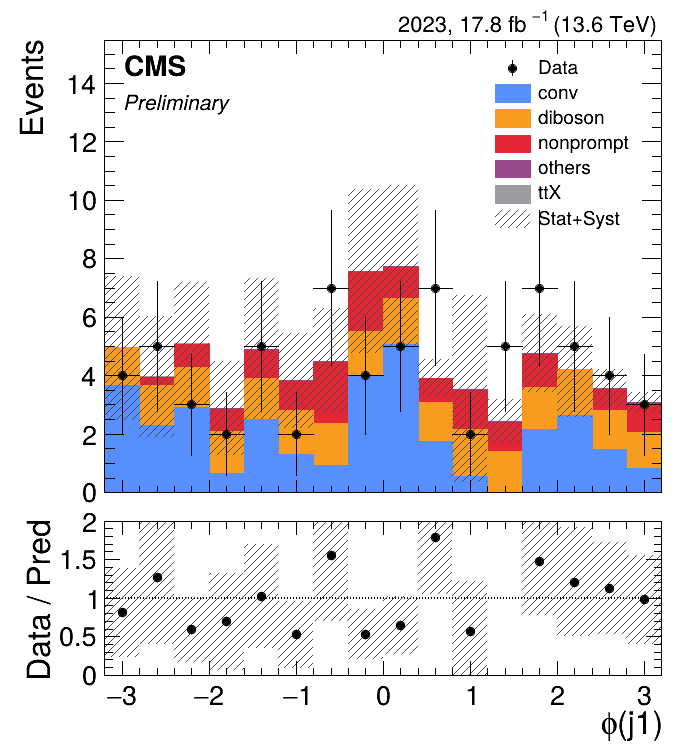 2023, 17.8 fb⁻¹ (13.6 TeV)
Events
CMS
Preliminary
Data
conv
diboson
nonprompt
others
ttX
Stat+Syst
14
12
10
8
6
4
2
0
Data / Pred
2
1.5
1
0.5
0
−3 −2 −1 0 1 2 3
ϕ(j1)